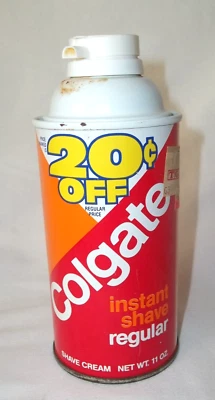 20¢
OFF
REGULAR
PRICE
Colgate
instant
shave
regular
SHAVE CREAM NET WT. 11 OZ.